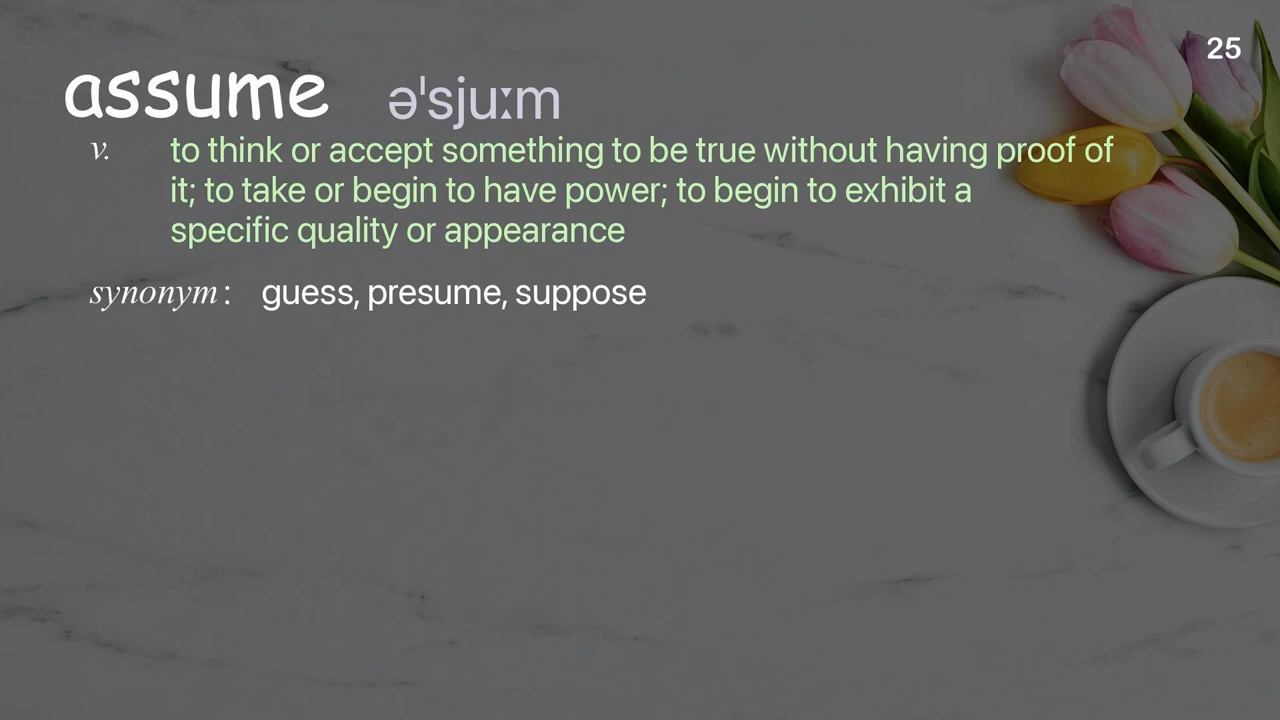 25
assume əˈsjuːm
v. to think or accept something to be true without having proof of
it; to take or begin to have power; to begin to exhibit a
specific quality or appearance
synonym: guess, presume, suppose